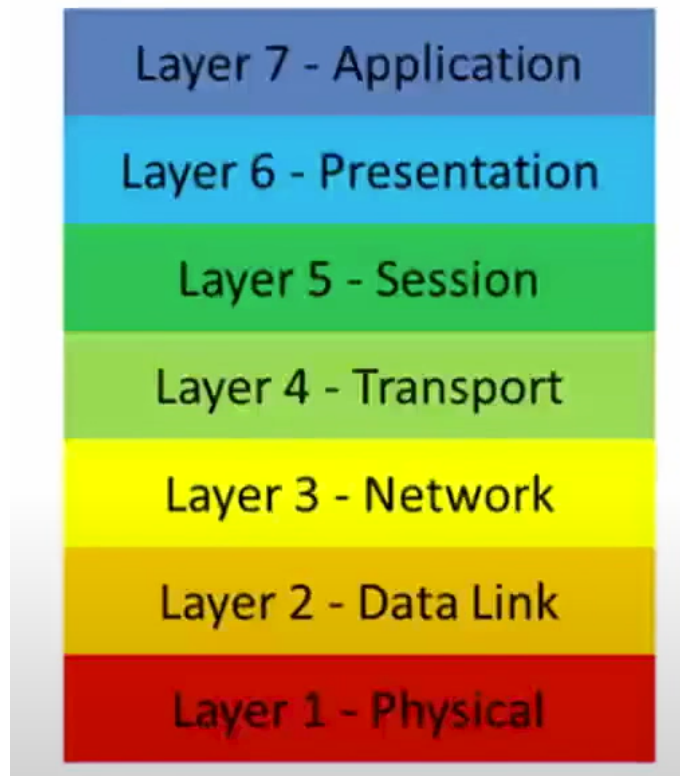 Layer 7 - Application
Layer 6 - Presentation
Layer 5 - Session
Layer 4 - Transport
Layer 3 - Network
Layer 2 - Data Link
Layer 1 - Physical